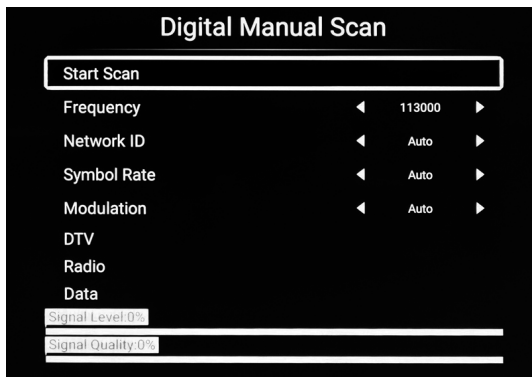 Digital Manual Scan
Start Scan
Frequency 113000
Network ID Auto
Symbol Rate Auto
Modulation Auto
DTV
Radio
Data
Signal Level:0%
Signal Quality:0%